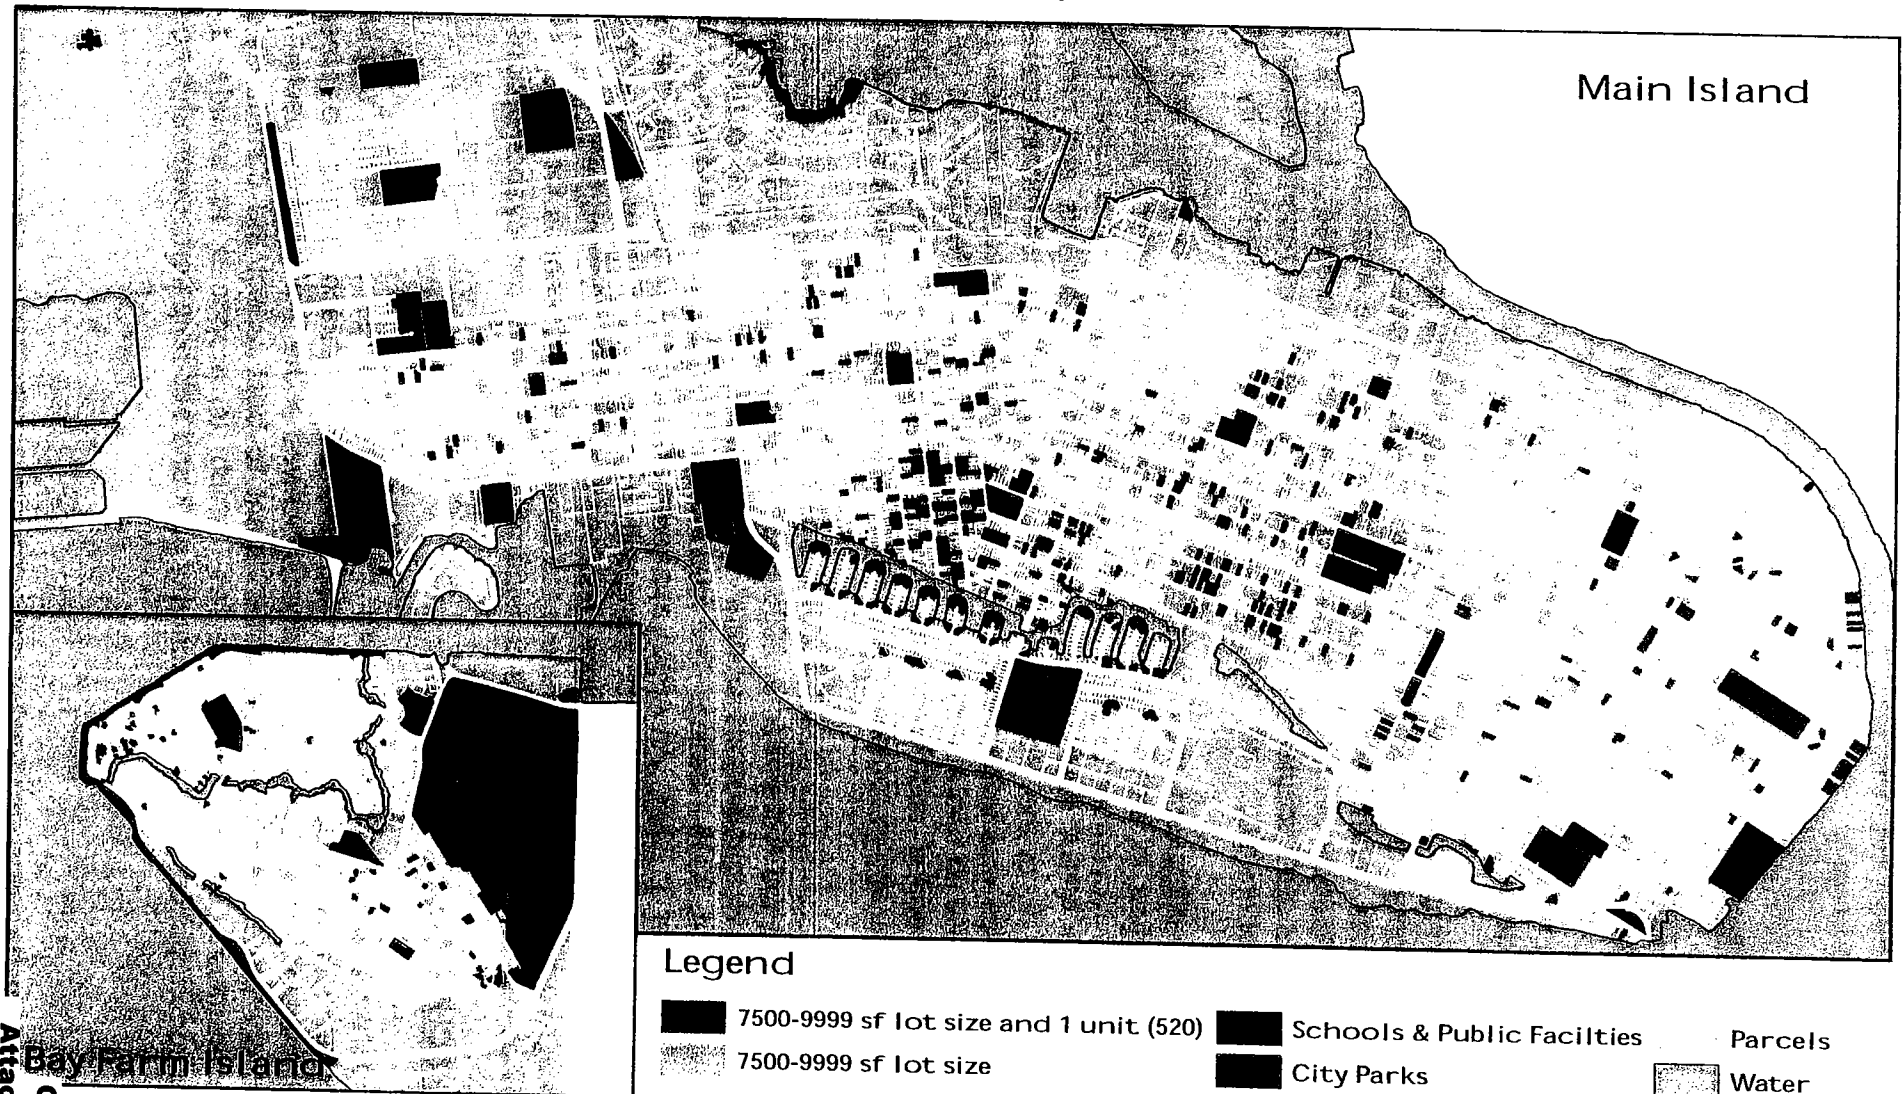 Main Island
Legend
7500-9999 sf lot size and 1 unit (520)
7500-9999 sf lot size
Schools & Public Facilties
City Parks
Parcels
Water
Bay Farm Island